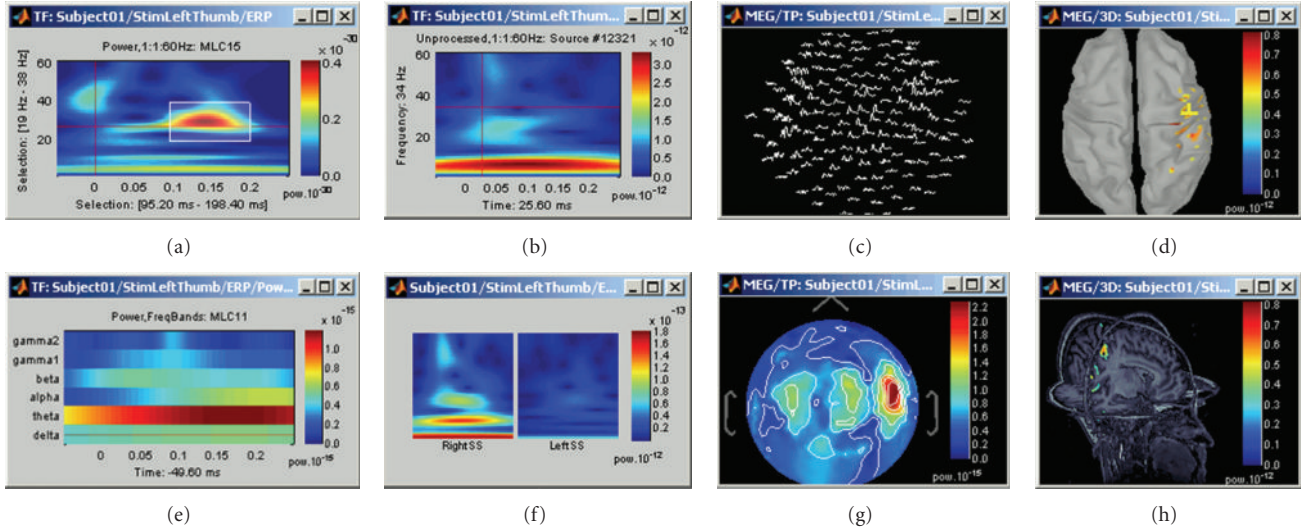 TF: Subject01/StimLeftThumb/ERP
Power,1:1:60Hz: MLC15
× 10 -30
Selection: [19 Hz - 38 Hz]
60
40
20
0
0.4
0.2
0.0
0 0.05 0.1 0.15 0.2
pow.10-30
Selection: [95.20 ms - 198.40 ms]
(a)
TF: Subject01/StimLeftThum...
Unprocessed,1:1:60Hz: Source #12321
× 10 -12
Frequency: 34 Hz
60
40
20
3.0
2.5
2.0
1.5
1.0
0.5
0.0
0 0.05 0.1 0.15 0.2
pow.10-12
Time: 25.60 ms
(b)
MEG/TP: Subject01/StimLe...
(c)
MEG/3D: Subject01/Sti...
0.8
0.7
0.6
0.5
0.4
0.3
0.2
0.1
0.0
pow.10-12
(d)
TF: Subject01/StimLeftThumb/ERP/Pow...
Power,FreqBands: MLC11
× 10 -15
gamma2
gamma1
beta
alpha
theta
delta
1.0
0.8
0.6
0.4
0.2
0.0
0 0.05 0.1 0.15 0.2
pow.10-15
Time: -49.60 ms
(e)
Subject01/StimLeftThumb/E...
× 10 -13
1.8
1.6
1.4
1.2
1.0
0.8
0.6
0.4
0.2
RightSS
LeftSS
pow.10-12
(f)
MEG/TP: Subject01/StimL...
2.2
2.0
1.8
1.6
1.4
1.2
1.0
0.8
0.6
0.4
0.2
0.0
pow.10-15
(g)
MEG/3D: Subject01/Sti...
0.8
0.7
0.6
0.5
0.4
0.3
0.2
0.1
0.0
pow.10-12
(h)